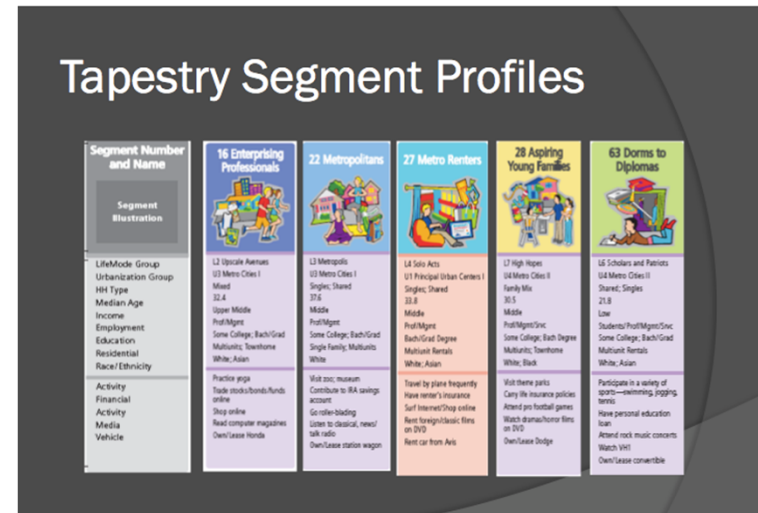 Tapestry Segment Profiles
Segment Number
and Name
Segment
Illustration
LifeMode Group
Urbanization Group
HH Type
Median Age
Income
Employment
Education
Residential
Race/Ethnicity
Activity
Financial
Activity
Media
Vehicle
16 Enterprising
Professionals
L2 Upscale Avenues
U3 Metro Cities I
Mixed
32.4
Upper Middle
Prof/Mgmt
Some College; Bach/Grad
Multiunits; Townhome
White; Asian
Practice yoga
Trade stocks/bonds/funds
online
Shop online
Read computer magazines
Own/Lease Honda
22 Metropolitans
L3 Metropolis
U3 Metro Cities I
Singles; Shared
37.6
Middle
Prof/Mgmt
Some College; Bach/Grad
Single Family; Multiunits
White
Visit zoo; museum
Contribute to IRA savings
account
Go roller-blading
Listen to classical, news/
talk radio
Own/Lease station wagon
27 Metro Renters
L4 Solo Acts
U1 Principal Urban Centers I
Singles; Shared
33.8
Middle
Prof/Mgmt
Bach/Grad Degree
Multiunit Rentals
White; Asian
Travel by plane frequently
Have renter's insurance
Surf Internet/Shop online
Rent foreign/classic films
on DVD
Rent car from Avis
28 Aspiring
Young Families
L7 High Hopes
U4 Metro Cities II
Family Mix
30.5
Middle
Prof/Mgmt/Srvc
Some College; Bach Degree
Multiunits; Townhome
White; Black
Visit theme parks
Carry life insurance policies
Attend pro football games
Watch dramas/horror films
on DVD
Own/Lease Dodge
63 Dorms to
Diplomas
L6 Scholars and Patriots
U4 Metro Cities II
Shared; Singles
21.8
Low
Students/Prof/Mgmt/Srvc
Some College; Bach/Grad
Multiunit Rentals
White; Asian
Participate in a variety of
sports—swimming, jogging,
tennis
Have personal education
loan
Attend rock music concerts
Watch VH1
Own/Lease convertible